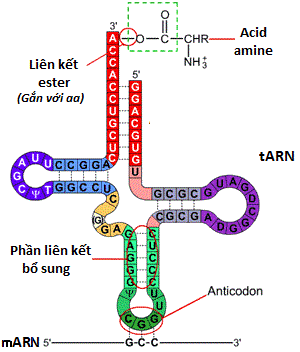 3'
O
C
O
CHR
NH₃⁺
Acid
amine
Liên kết
ester
(Gắn với aa)
5'
A C C A C C U G C U C
G G A C G U G U
tARN
U U C C G G A
G C G C G U A G D C
Phần liên kết
bổ sung
G A G G G
Ψ
C G G
Anticodon
mARN 5' G C C 3'